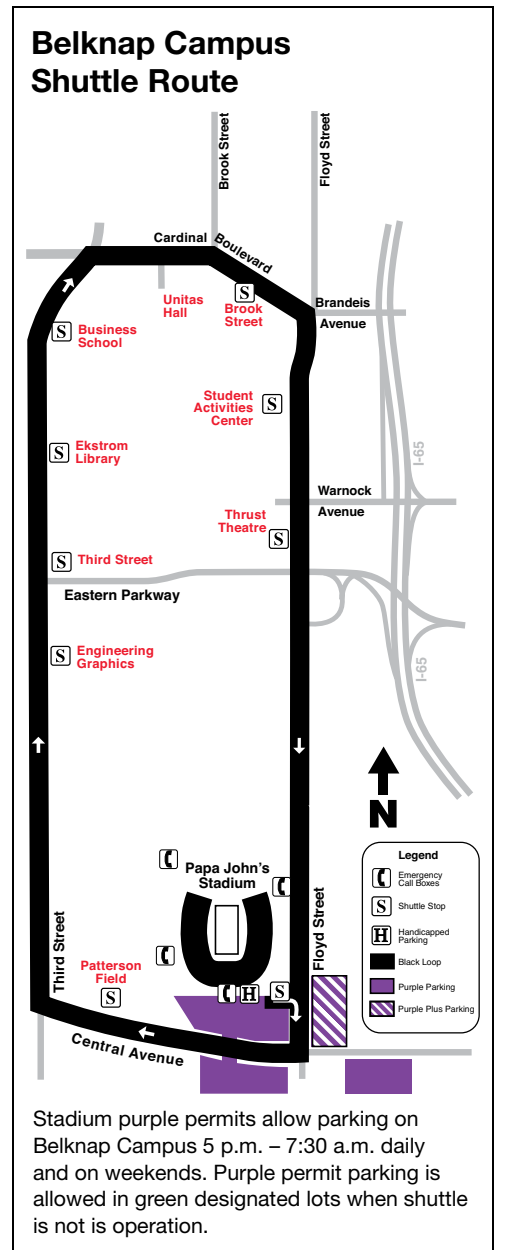 Belknap Campus
Shuttle Route
Brook Street
Floyd Street
Cardinal Boulevard
Unitas
Hall
S
Brook
Street
Brandeis
Avenue
S
Business
School
Student
Activities
Center
S
S
Ekstrom
Library
I-65
Warnock
Avenue
Thrust
Theatre
S
S
Third Street
Eastern Parkway
S
Engineering
Graphics
I-65
N
Papa John's
Stadium
Third Street
Floyd Street
Patterson
Field
S
H
S
Central Avenue
Legend
Emergency
Call Boxes
S
Shuttle Stop
H
Handicapped
Parking
Black Loop
Purple Parking
Purple Plus Parking
Stadium purple permits allow parking on
Belknap Campus 5 p.m. – 7:30 a.m. daily
and on weekends. Purple permit parking is
allowed in green designated lots when shuttle
is not is operation.